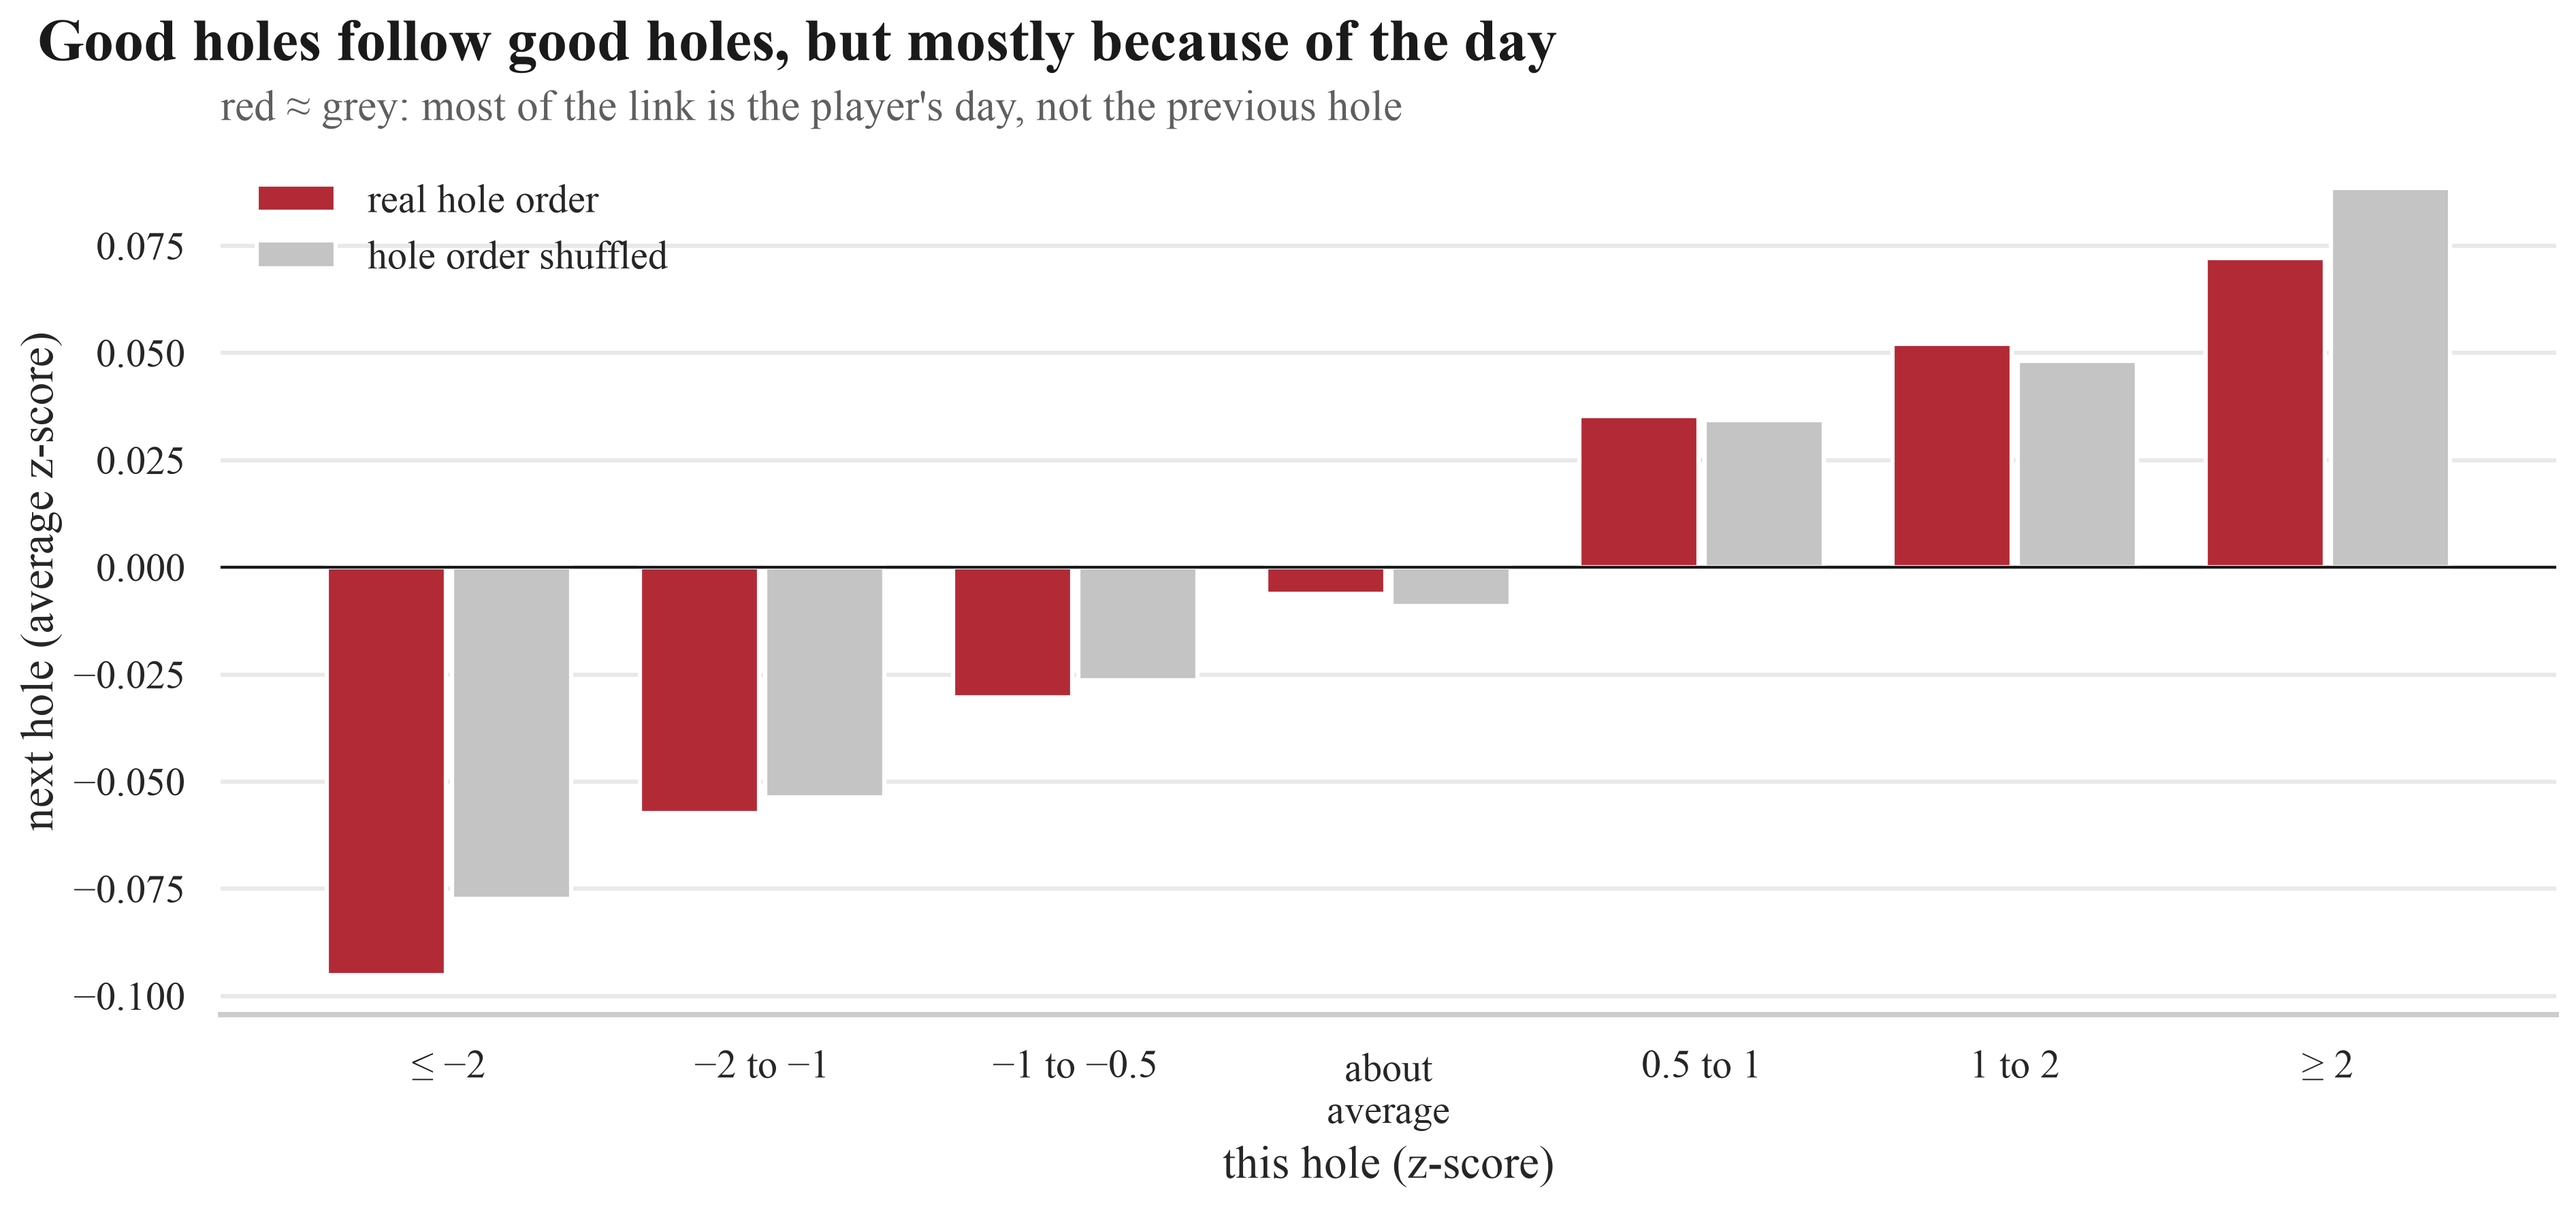 Good holes follow good holes, but mostly because of the day
red ≈ grey: most of the link is the player's day, not the previous hole
real hole order
hole order shuffled
next hole (average z-score)
0.075
0.050
0.025
0.000
−0.025
−0.050
−0.075
−0.100
≤ −2
−2 to −1
−1 to −0.5
about
average
0.5 to 1
1 to 2
≥ 2
this hole (z-score)